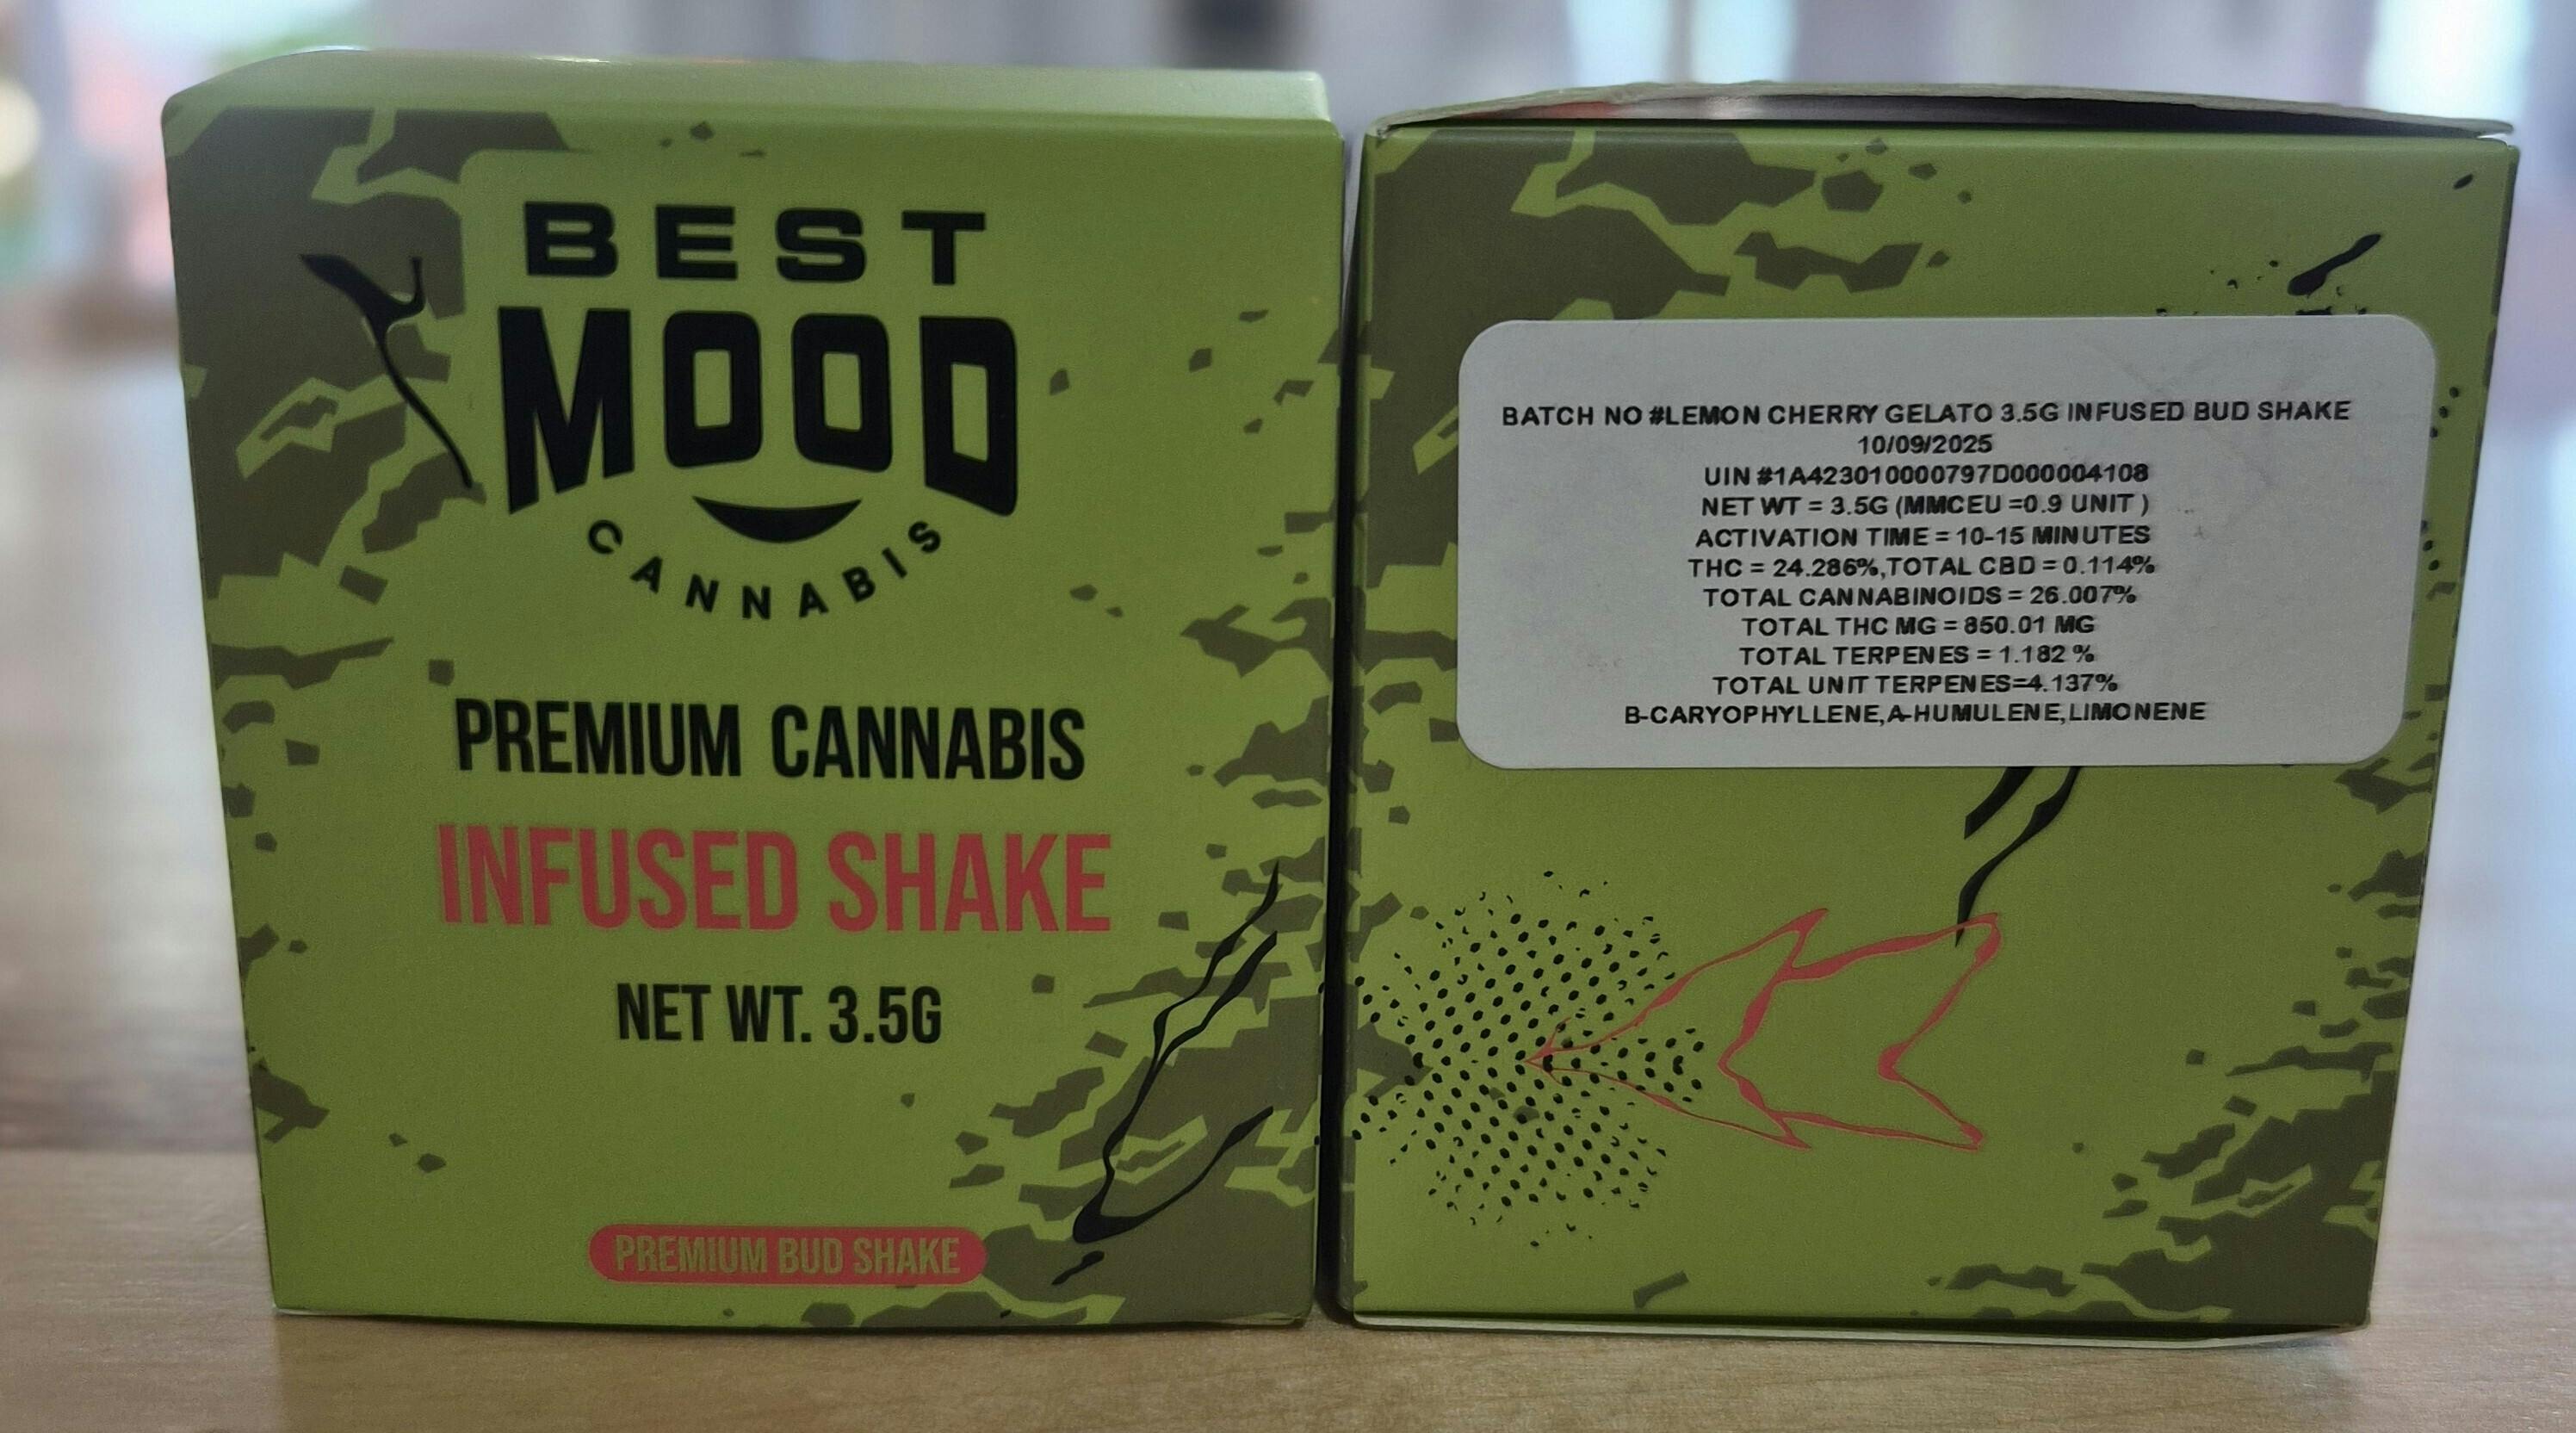 BEST
MOOD
CANNABIS
PREMIUM CANNABIS
INFUSED SHAKE
NET WT. 3.5G
PREMIUM BUD SHAKE
BATCH NO #LEMON CHERRY GELATO 3.5G INFUSED BUD SHAKE
10/09/2025
UIN #1A423010000797D000004108
NET WT = 3.5G (MMCEU =0.9 UNIT )
ACTIVATION TIME = 10-15 MINUTES
THC = 24.286%,TOTAL CBD = 0.114%
TOTAL CANNABINOIDS = 26.007%
TOTAL THC MG = 850.01 MG
TOTAL TERPENES = 1.182 %
TOTAL UNIT TERPENES=4.137%
B-CARYOPHYLLENE,A-HUMULENE,LIMONENE